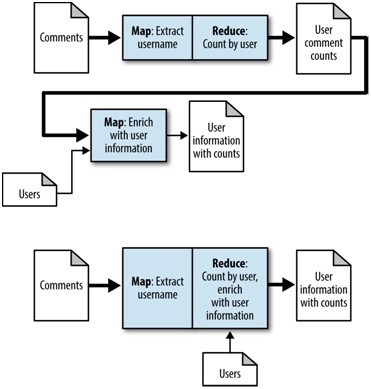 Comments
Map: Extract
username
Reduce:
Count by user
User
comment
counts
Map: Enrich
with user
information
User
information
with counts
Users
Comments
Map: Extract
username
Reduce:
Count by user,
enrich
with user
information
User
information
with counts
Users